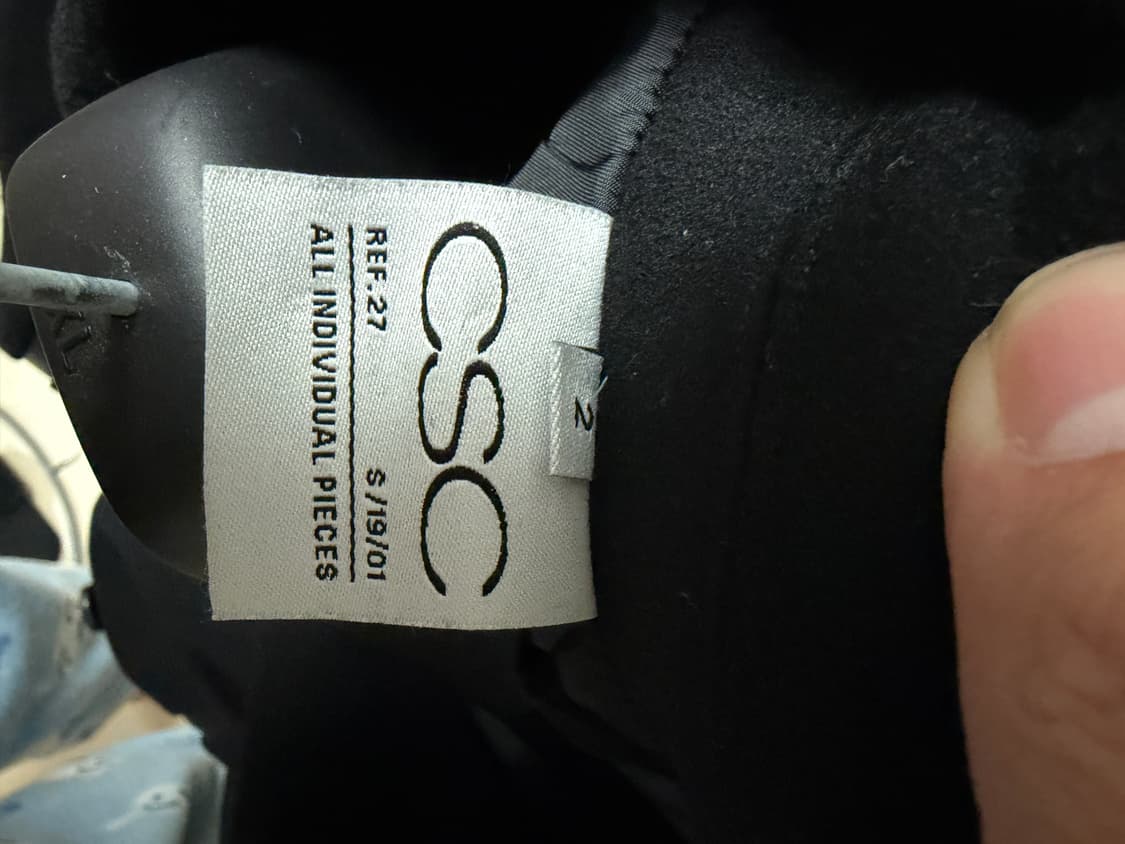 2
CSC
REF.27 S/19/01
ALL INDIVIDUAL PIECES